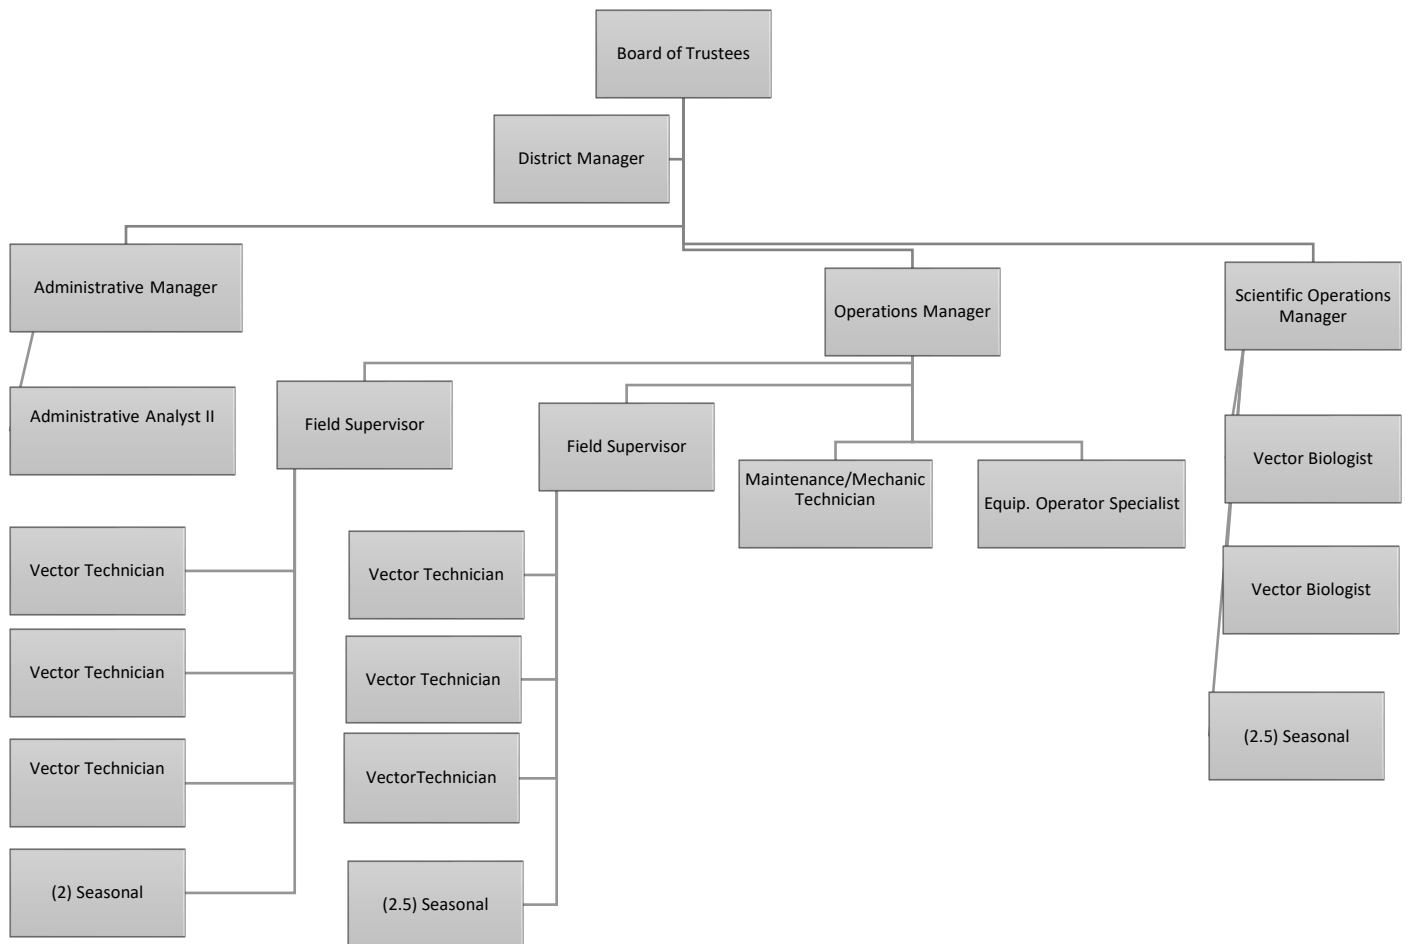 Board of Trustees
District Manager
Administrative Manager
Operations Manager
Scientific Operations
Manager
Administrative Analyst II
Field Supervisor
Field Supervisor
Maintenance/Mechanic
Technician
Equip. Operator Specialist
Vector Biologist
Vector Biologist
(2.5) Seasonal
Vector Technician
Vector Technician
Vector Technician
(2) Seasonal
Vector Technician
Vector Technician
VectorTechnician
(2.5) Seasonal